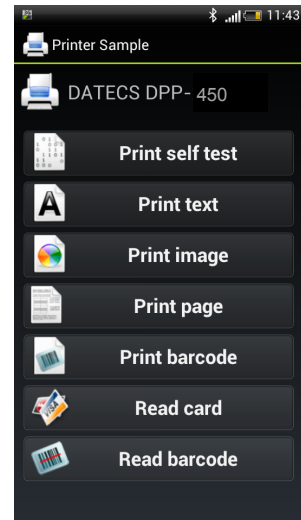 11:43
Printer Sample
DATECS DPP- 450
Print self test
Print text
Print image
Print page
Print barcode
Read card
Read barcode